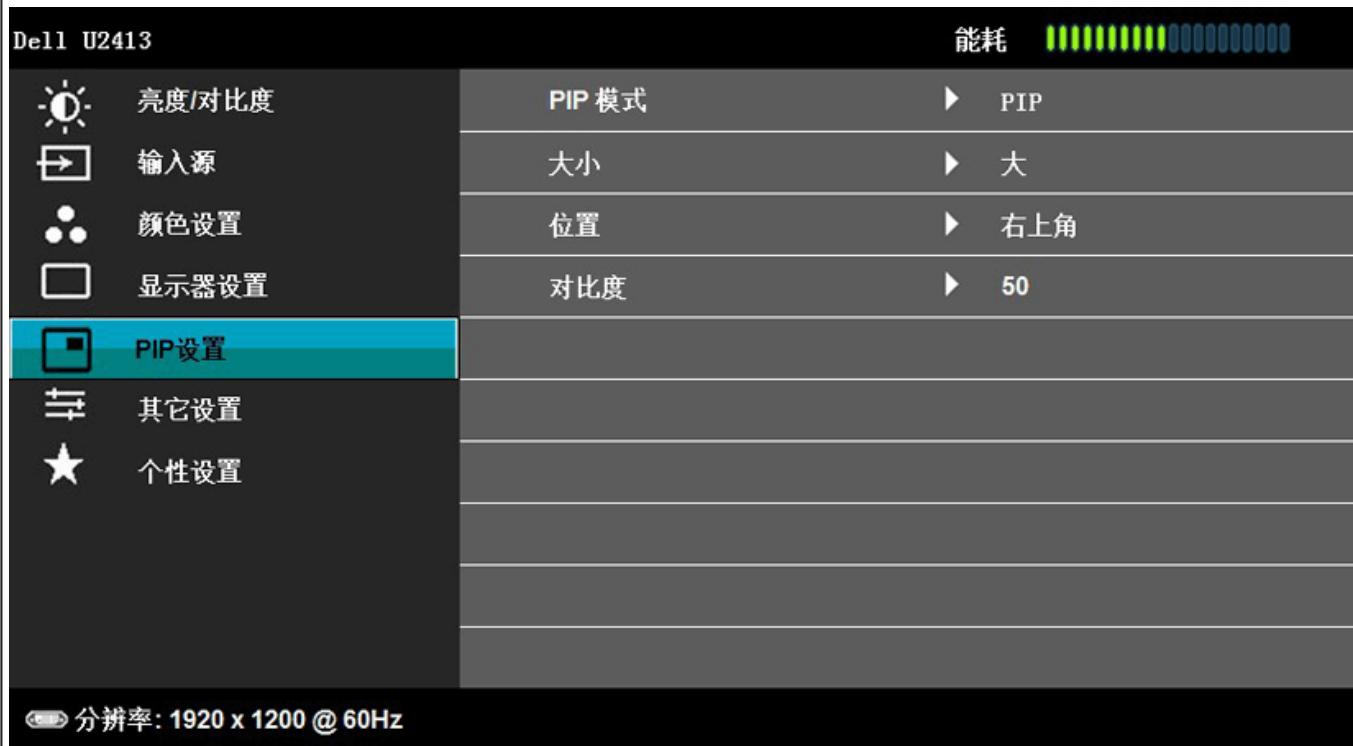 Dell U2413 能耗
亮度/对比度 PIP 模式 PIP
输入源 大小 大
颜色设置 位置 右上角
显示器设置 对比度 50
PIP设置
其它设置
个性设置
分辨率: 1920 x 1200 @ 60Hz